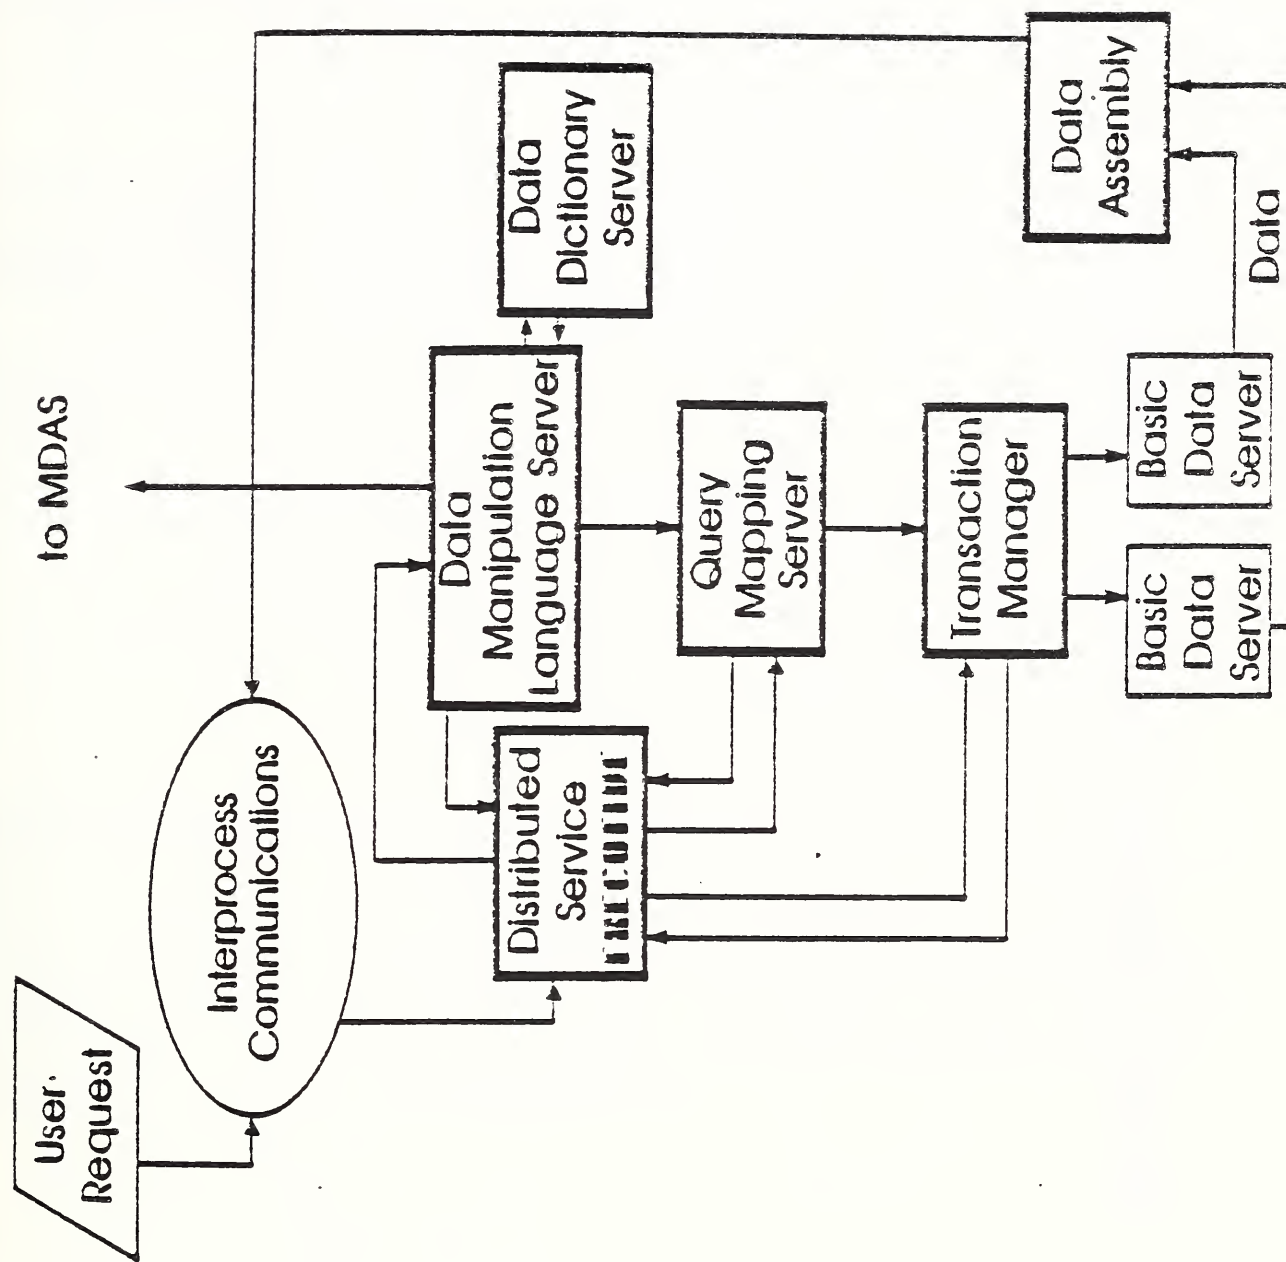 User
Request
Interprocess
Communications
to MDAS
Distributed
Service
Data
Manipulation
Language Server
Data
Dictionary
Server
Query
Mapping
Server
Transaction
Manager
Basic
Data
Server
Basic
Data
Server
Data
Data
Assembly